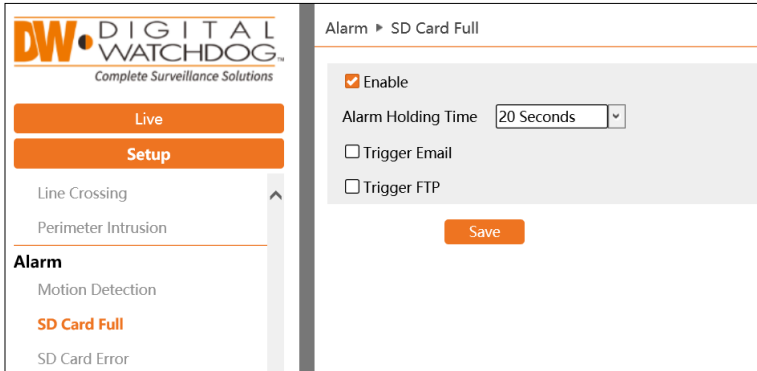 DW DIGITAL
WATCHDOG™
Complete Surveillance Solutions
Live
Setup
Line Crossing
Perimeter Intrusion
Alarm
Motion Detection
SD Card Full
SD Card Error
Alarm ▶ SD Card Full
Enable
Alarm Holding Time 20 Seconds
Trigger Email
Trigger FTP
Save